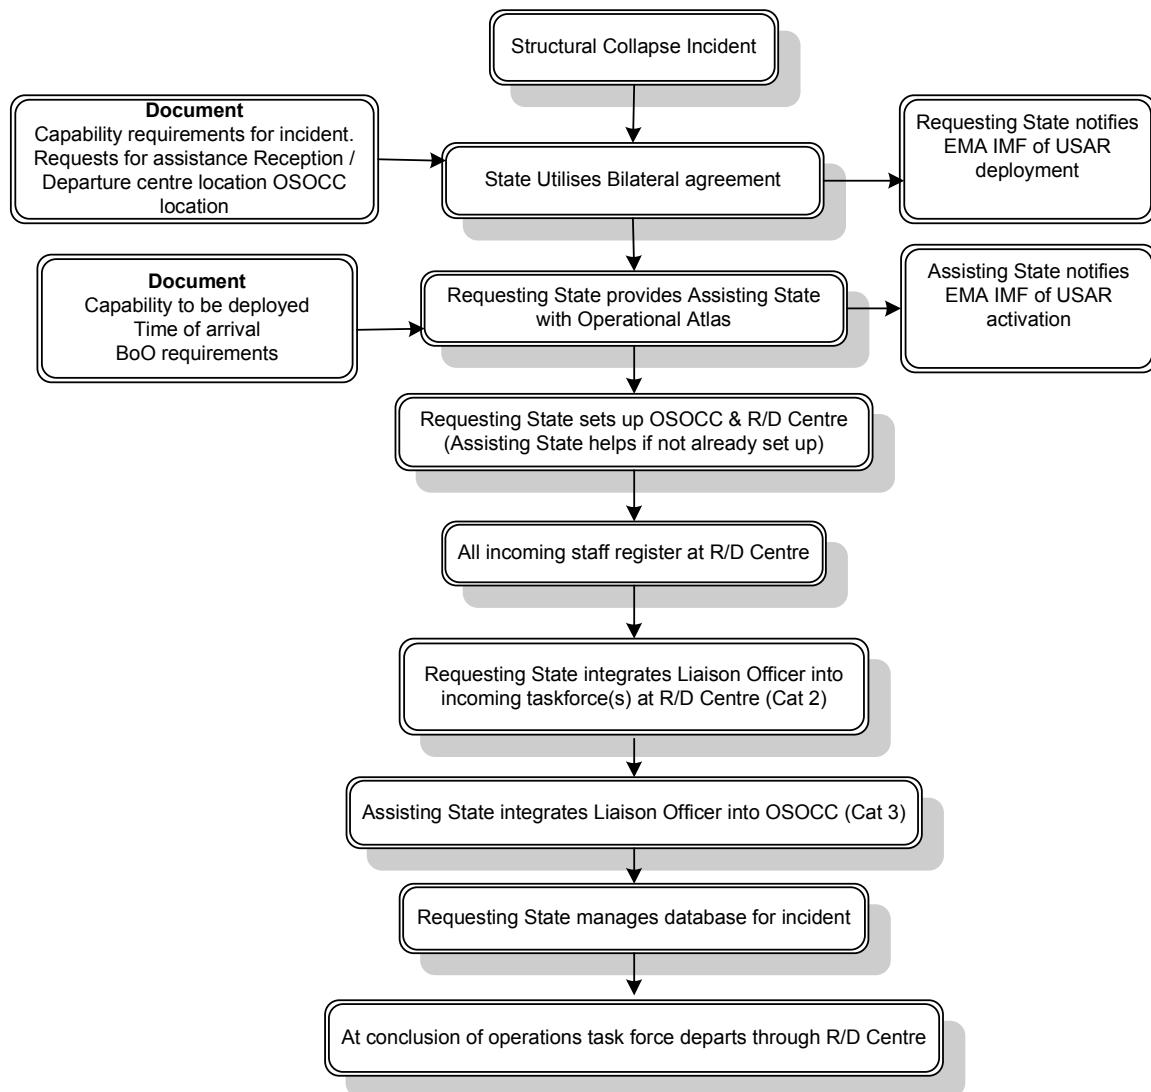 Structural Collapse Incident
Document
Capability requirements for incident.
Requests for assistance Reception /
Departure centre location OSOCC
location
State Utilises Bilateral agreement
Requesting State notifies
EMA IMF of USAR
deployment
Document
Capability to be deployed
Time of arrival
BoO requirements
Requesting State provides Assisting State
with Operational Atlas
Assisting State notifies
EMA IMF of USAR
activation
Requesting State sets up OSOCC & R/D Centre
(Assisting State helps if not already set up)
All incoming staff register at R/D Centre
Requesting State integrates Liaison Officer into
incoming taskforce(s) at R/D Centre (Cat 2)
Assisting State integrates Liaison Officer into OSOCC (Cat 3)
Requesting State manages database for incident
At conclusion of operations task force departs through R/D Centre